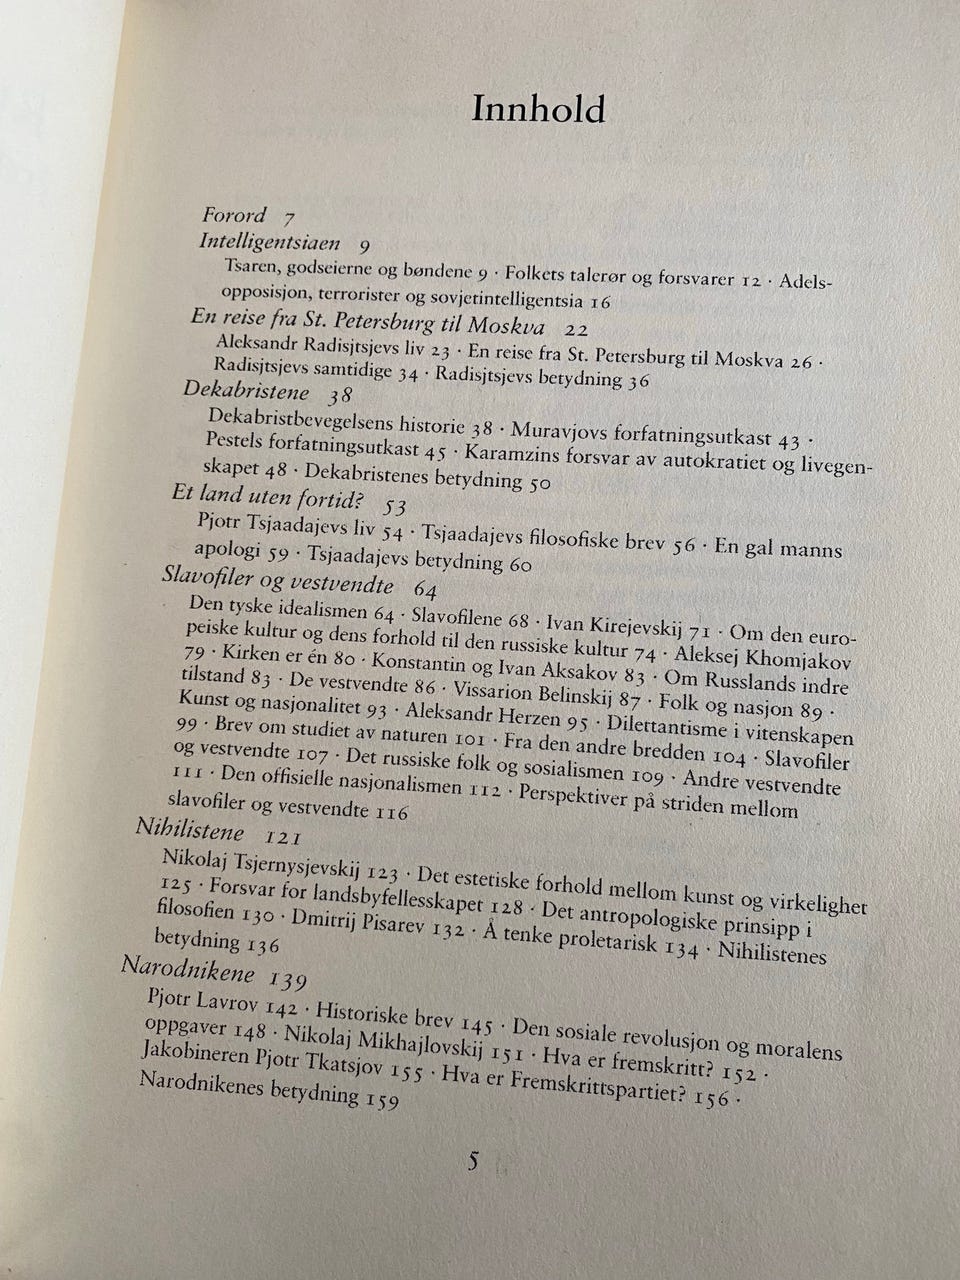 Innhold
Forord 7
Intelligentsiaen 9
Tsaren, godseierne og bøndene 9 · Folkets talerør og forsvarer 12 · Adels-
opposisjon, terrorister og sovjetintelligentsia 16
En reise fra St. Petersburg til Moskva 22
Aleksandr Radisjtsjevs liv 23 · En reise fra St. Petersburg til Moskva 26 ·
Radisjtsjevs samtidige 34 · Radisjtsjevs betydning 36
Dekabristene 38
Dekabristbevegelsens historie 38 · Muravjovs forfatningsutkast 43 ·
Pestels forfatningsutkast 45 · Karamzins forsvar av autokratiet og livegen-
skapet 48 · Dekabristenes betydning 50
Et land uten fortid? 53
Pjotr Tsjaadajevs liv 54 · Tsjaadajevs filosofiske brev 56 · En gal manns
apologi 59 · Tsjaadajevs betydning 60
Slavofiler og vestvendte 64
Den tyske idealismen 64 · Slavofilene 68 · Ivan Kirejevskij 71 · Om den euro-
peiske kultur og dens forhold til den russiske kultur 74 · Aleksej Khomjakov
79 · Kirken er én 80 · Konstantin og Ivan Aksakov 83 · Om Russlands indre
tilstand 83 · De vestvendte 86 · Vissarion Belinskij 87 · Folk og nasjon 89 ·
Kunst og nasjonalitet 93 · Aleksandr Herzen 95 · Dilettantisme i vitenskapen
99 · Brev om studiet av naturen 101 · Fra den andre bredden 104 · Slavofiler
og vestvendte 107 · Det russiske folk og sosialismen 109 · Andre vestvendte
111 · Den offisielle nasjonalismen 112 · Perspektiver på striden mellom
slavofiler og vestvendte 116
Nihilistene 121
Nikolaj Tsjernysjevskij 123 · Det estetiske forhold mellom kunst og virkelighet
125 · Forsvar for landsbyfellesskapet 128 · Det antropologiske prinsipp i
filosofien 130 · Dmitrij Pisarev 132 · Å tenke proletarisk 134 · Nihilistenes
betydning 136
Narodnikene 139
Pjotr Lavrov 142 · Historiske brev 145 · Den sosiale revolusjon og moralens
oppgaver 148 · Nikolaj Mikhajlovskij 151 · Hva er fremskritt? 152 ·
Jakobineren Pjotr Tkatsjov 155 · Hva er Fremskrittspartiet? 156 ·
Narodnikenes betydning 159
5